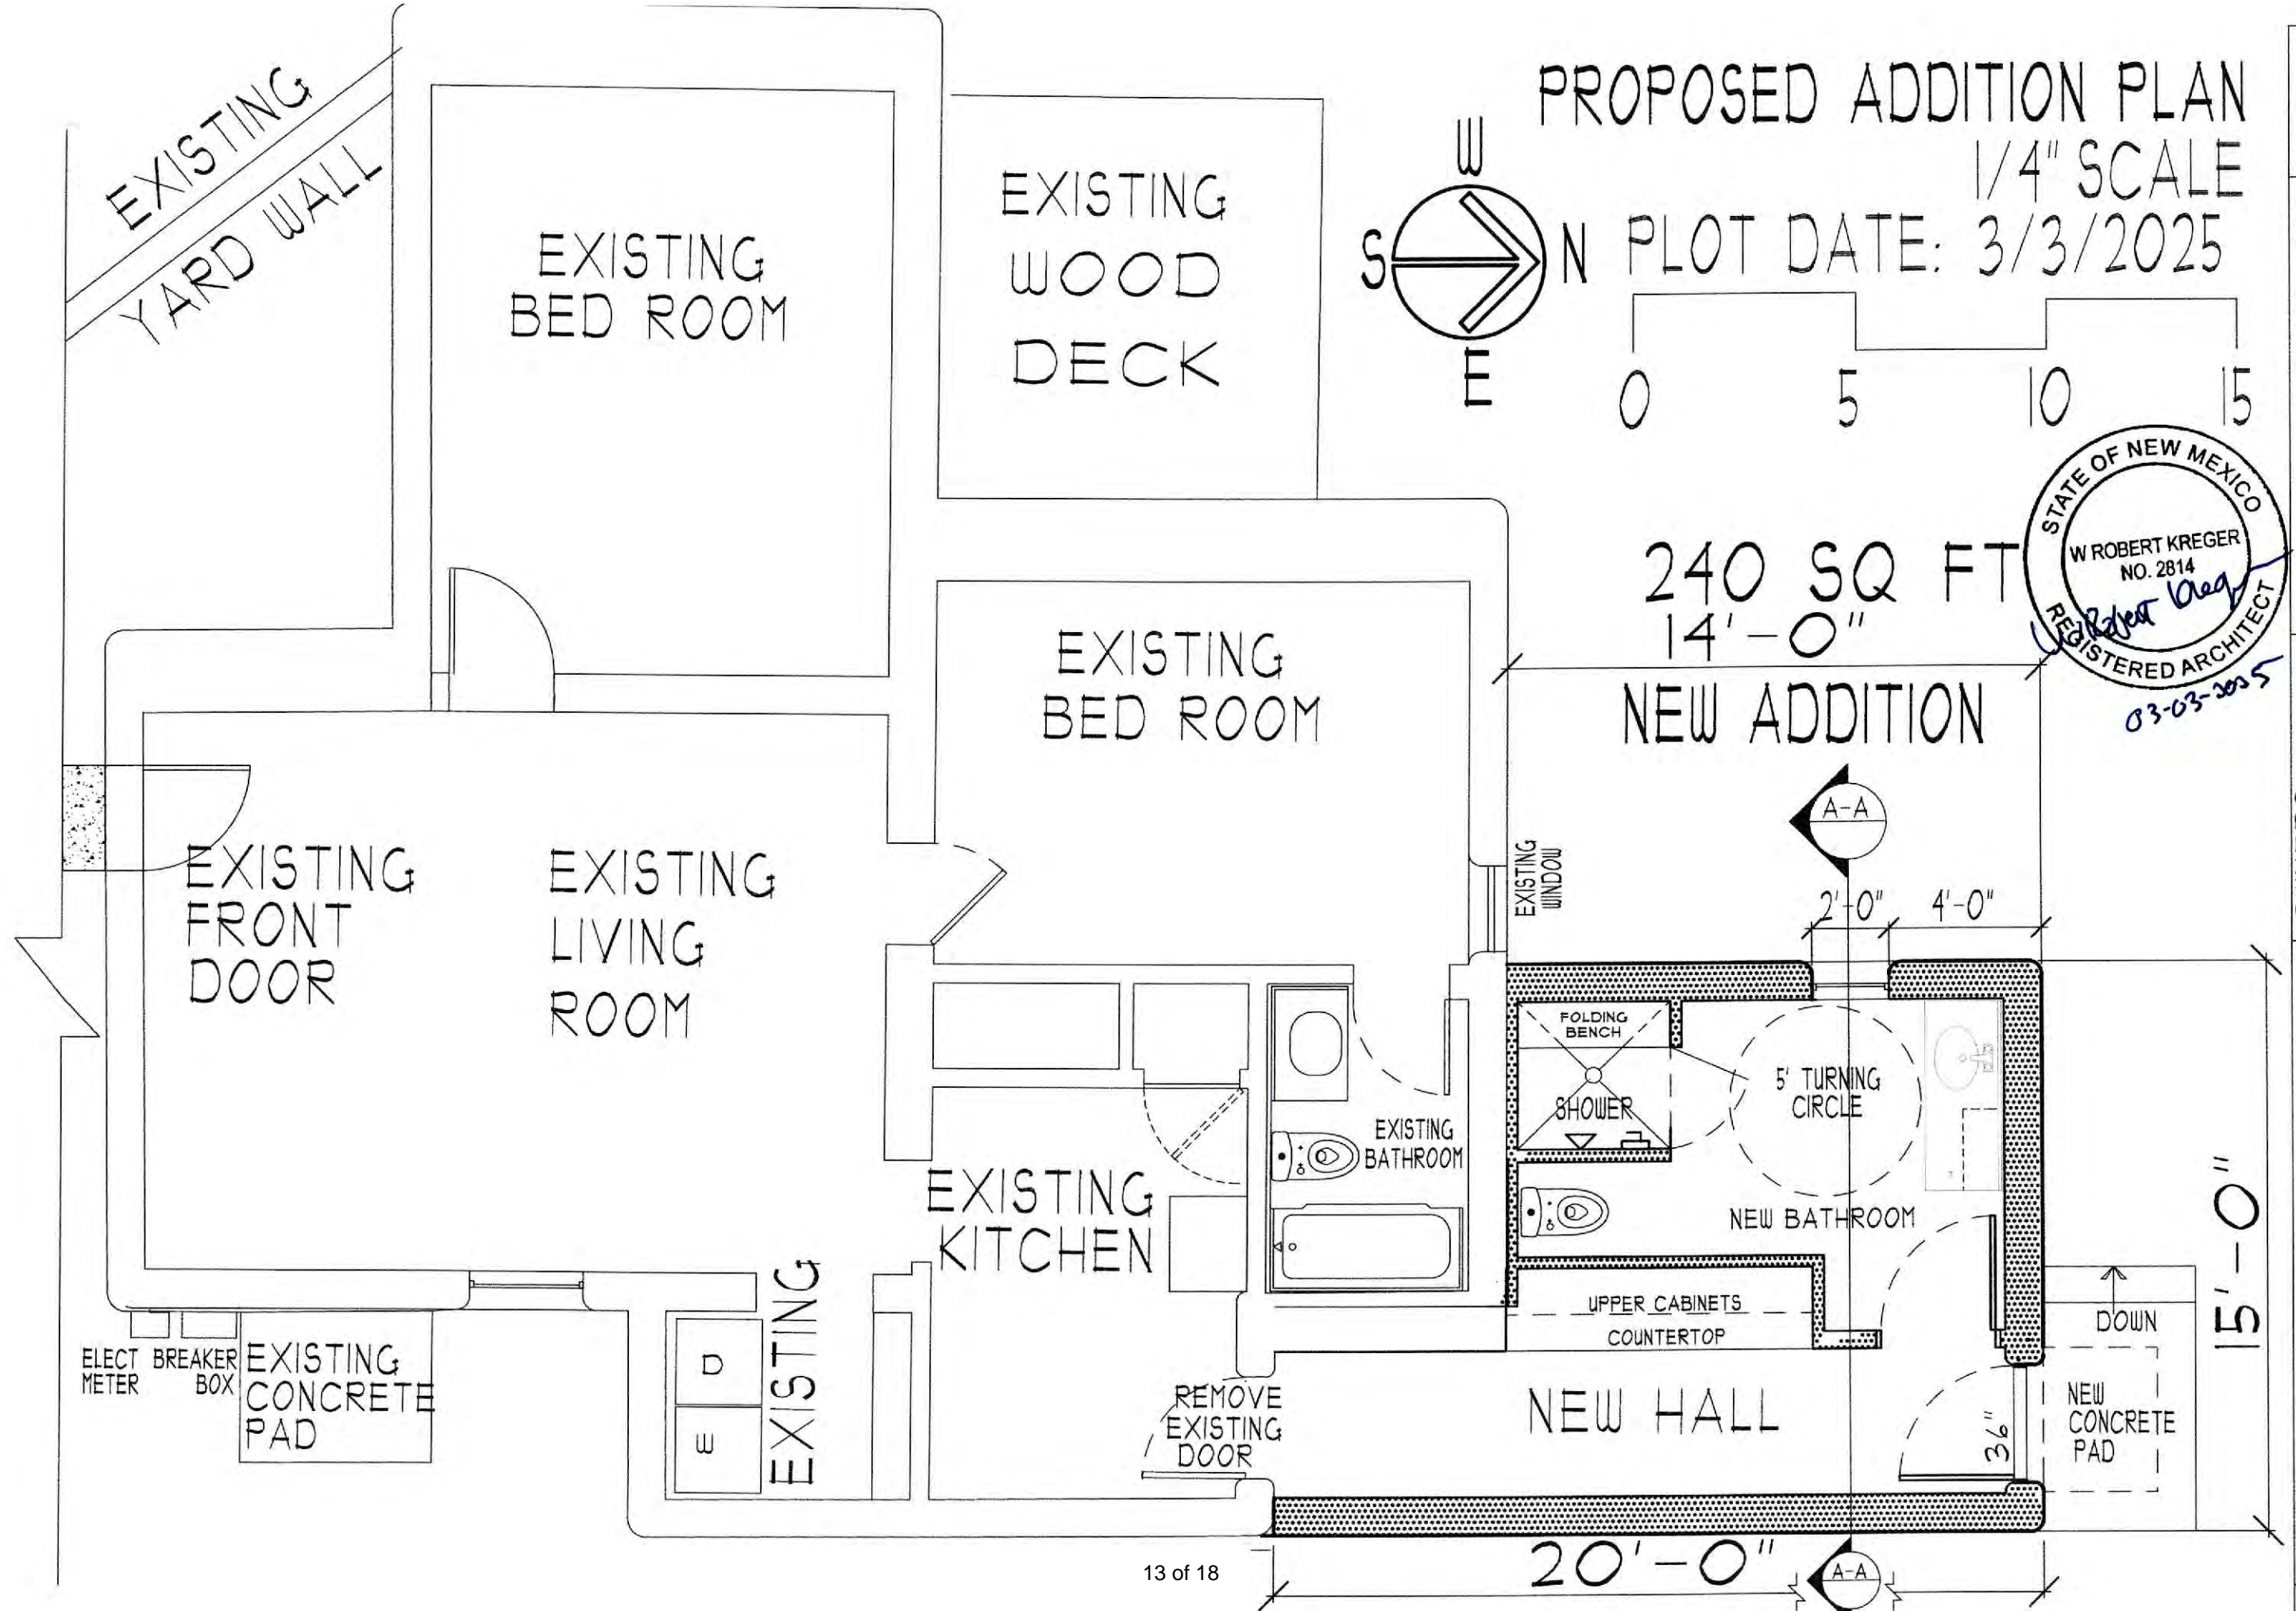 PROPOSED ADDITION PLAN
1/4" SCALE
PLOT DATE: 3/3/2025
W
S
N
E
0
5
10
15
EXISTING
YARD WALL
EXISTING
BED ROOM
EXISTING
WOOD
DECK
240 SQ FT
14'-0"
NEW ADDITION
STATE OF NEW MEXICO
W ROBERT KREGER
NO. 2814
REGISTERED ARCHITECT
03-03-2025
EXISTING
BED ROOM
A-A
EXISTING
WINDOW
2'-0"
4'-0"
EXISTING
FRONT
DOOR
EXISTING
LIVING
ROOM
FOLDING
BENCH
SHOWER
5' TURNING
CIRCLE
EXISTING
BATHROOM
EXISTING
KITCHEN
NEW BATHROOM
15'-0"
UPPER CABINETS
COUNTERTOP
DOWN
ELECT
METER
BREAKER
BOX
EXISTING
CONCRETE
PAD
D
W
EXISTING
REMOVE
EXISTING
DOOR
NEW HALL
36"
NEW
CONCRETE
PAD
20'-0"
A-A
13 of 18